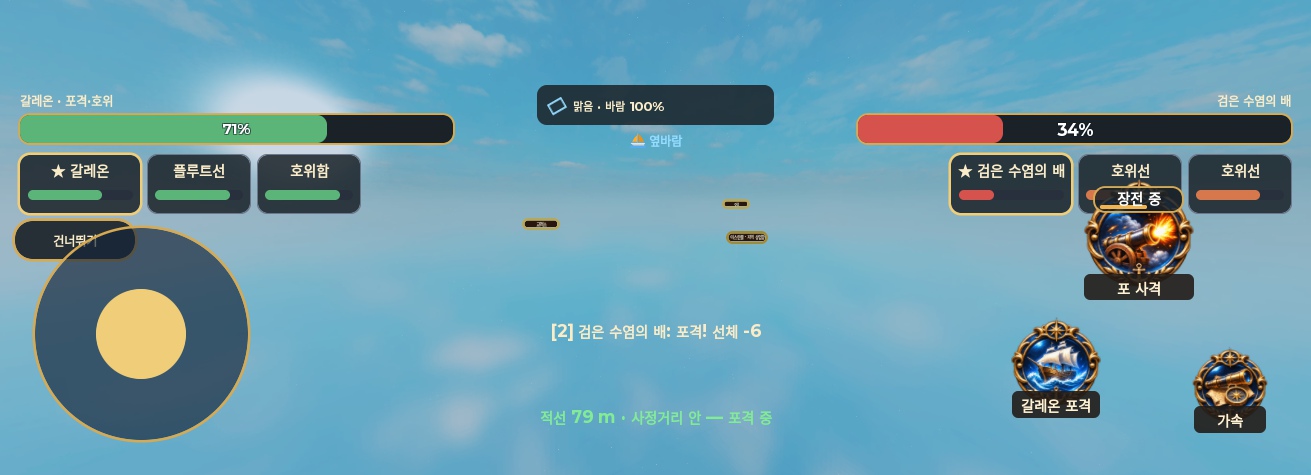 갈레온 · 포격·호위
71%
★ 갈레온
플루트선
호위함
건너뛰기
맑음 · 바람 100%
옆바람
검은 수염의 배
34%
★ 검은 수염의 배
호위선
호위선
장전 중
포 사격
[2] 검은 수염의 배: 포격! 선체 -6
적선 79 m · 사정거리 안 — 포격 중
갈레온 포격
가속